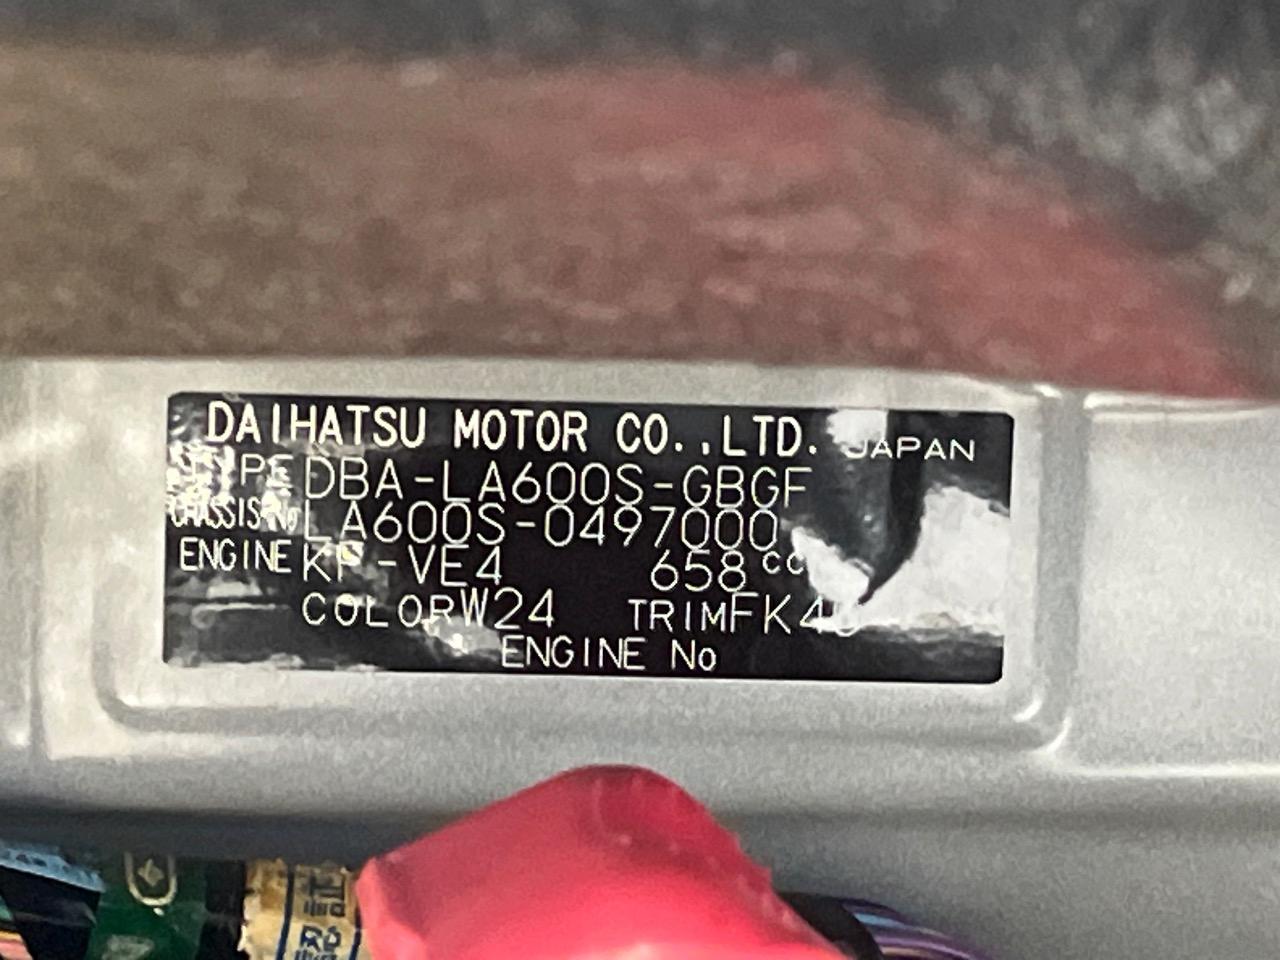 DAIHATSU MOTOR CO.,LTD. JAPAN
TYPE DBA-LA600S-GBGF
CHASSIS No LA600S-0497000
ENGINE KF-VE4 658cc
COLOR W24 TRIM
ENGINE No